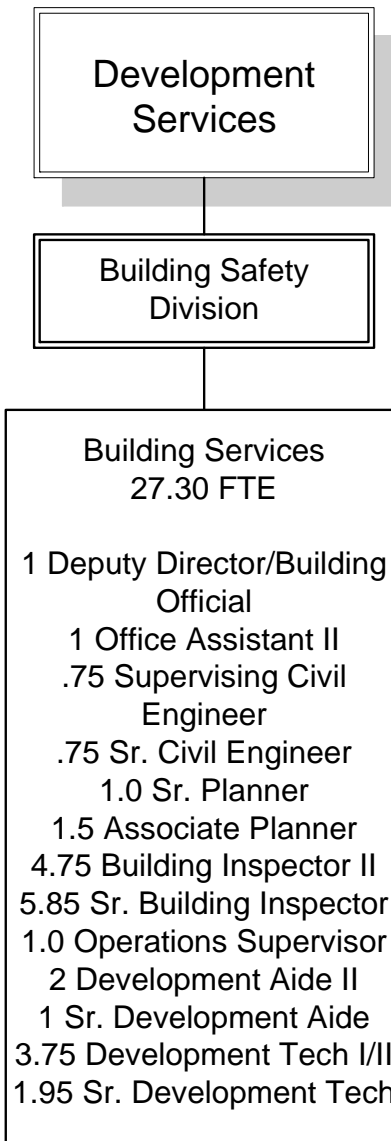 Development
Services
Building Safety
Division
Building Services
27.30 FTE
1 Deputy Director/Building
Official
1 Office Assistant II
.75 Supervising Civil
Engineer
.75 Sr. Civil Engineer
1.0 Sr. Planner
1.5 Associate Planner
4.75 Building Inspector II
5.85 Sr. Building Inspector
1.0 Operations Supervisor
2 Development Aide II
1 Sr. Development Aide
3.75 Development Tech I/II
1.95 Sr. Development Tech